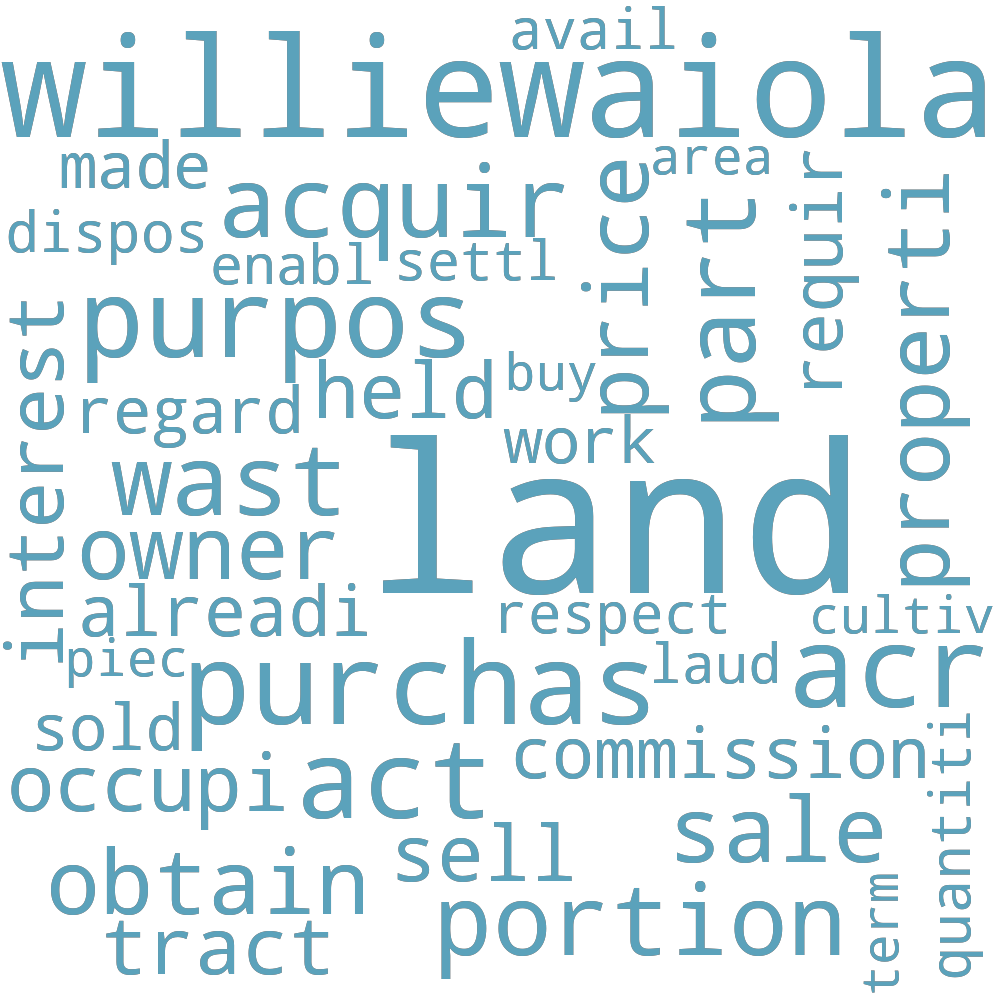 avail
williewaiola
made
area
acquir
price
part
requir
properti
dispos
enabl
settl
purpos
interest
held
buy
regard
work
wast
land
owner
alreadi
respect
cultiv
piec
purchas
laud
acr
sold
commission
quantiti
occupi
act
sale
sell
obtain
portion
term
tract